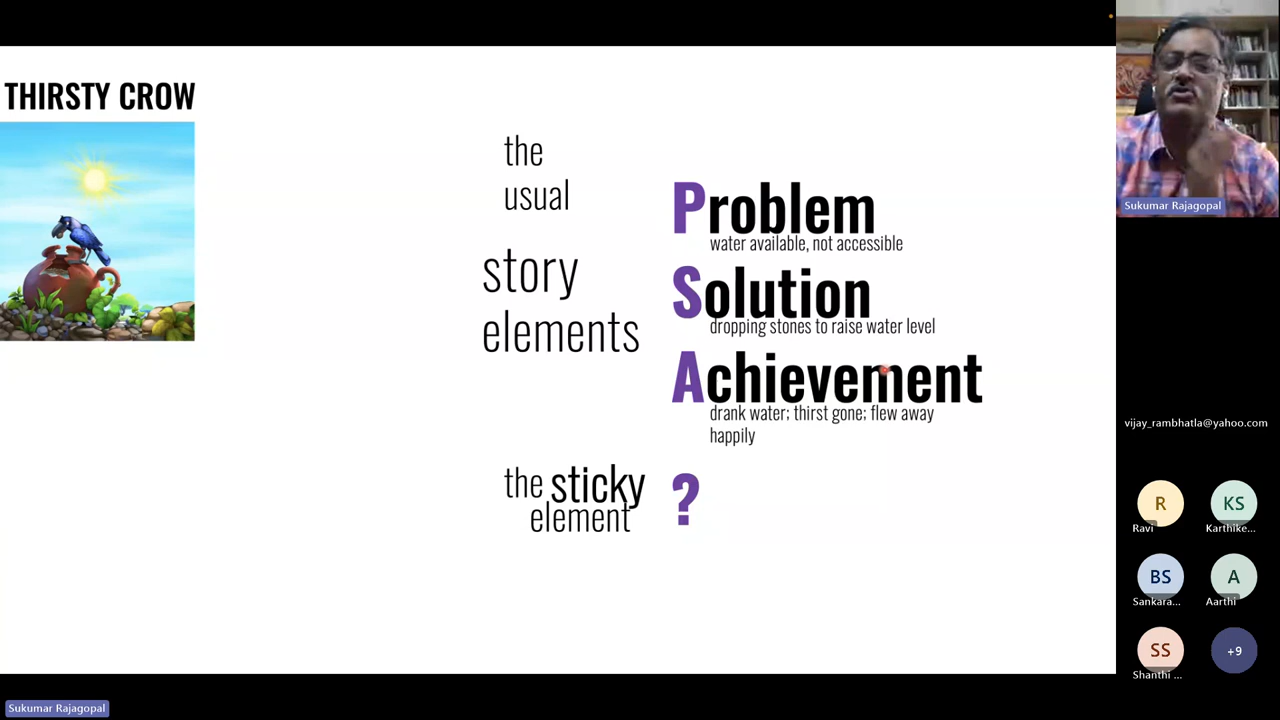 THIRSTY CROW
the
usual
story
elements
Problem
water available, not accessible
Solution
dropping stones to raise water level
Achievement
drank water; thirst gone; flew away
happily
the sticky
element
?
Sukumar Rajagopal
vijay_rambhatla@yahoo.com
R
KS
Ravi
Karthike...
BS
A
Sankara...
Aarthi
SS
+9
Shanthi ...
Sukumar Rajagopal